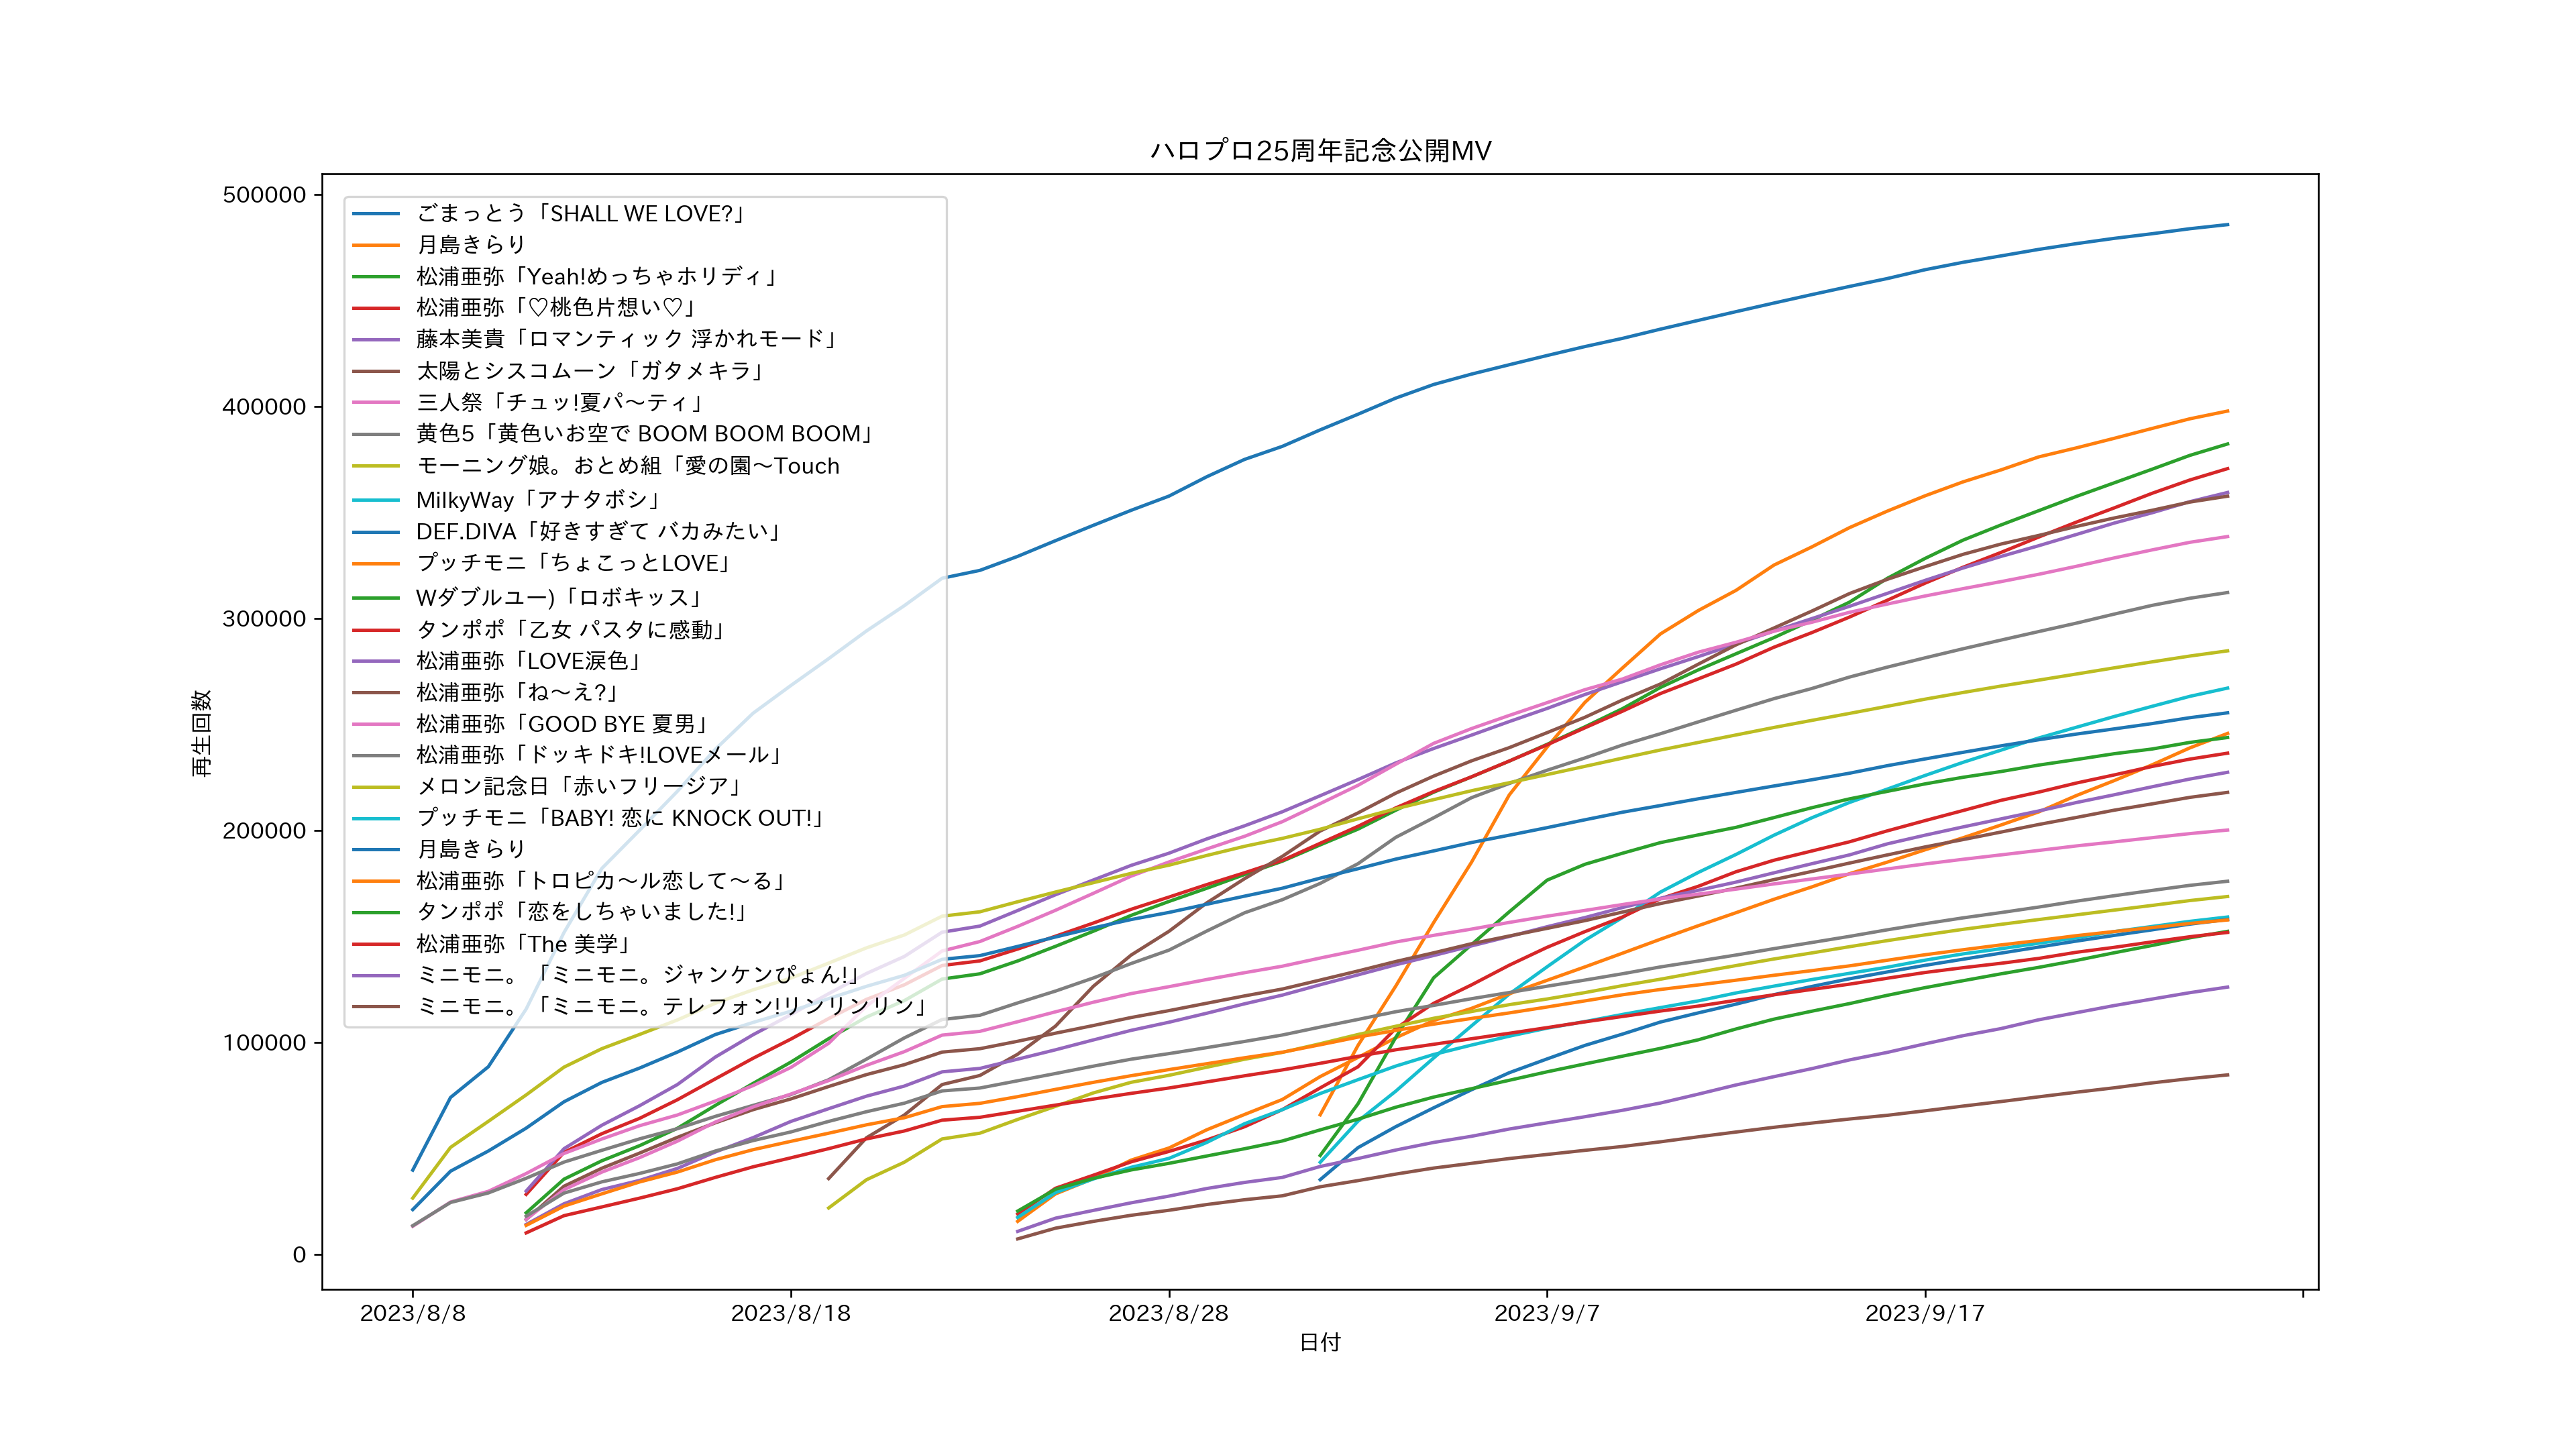 ハロプロ25周年記念公開MV
500000
400000
300000
200000
100000
0
再生回数
ごまっとう「SHALL WE LOVE?」
月島きらり
松浦亜弥「Yeah!めっちゃホリディ」
松浦亜弥「♡桃色片想い♡」
藤本美貴「ロマンティック 浮かれモード」
太陽とシスコムーン「ガタメキラ」
三人祭「チュッ!夏パ〜ティ」
黄色5「黄色いお空で BOOM BOOM BOOM」
モーニング娘。おとめ組「愛の園〜Touch
MilkyWay「アナタボシ」
DEF.DIVA「好きすぎて バカみたい」
プッチモニ「ちょこっとLOVE」
Wダブルユー)「ロボキッス」
タンポポ「乙女 パスタに感動」
松浦亜弥「LOVE涙色」
松浦亜弥「ね〜え?」
松浦亜弥「GOOD BYE 夏男」
松浦亜弥「ドッキドキ!LOVEメール」
メロン記念日「赤いフリージア」
プッチモニ「BABY! 恋に KNOCK OUT!」
月島きらり
松浦亜弥「トロピカ〜ル恋して〜る」
タンポポ「恋をしちゃいました!」
松浦亜弥「The 美学」
ミニモニ。「ミニモニ。ジャンケンぴょん!」
ミニモニ。「ミニモニ。テレフォン!リンリンリン」
2023/8/8
2023/8/18
2023/8/28
2023/9/7
2023/9/17
日付